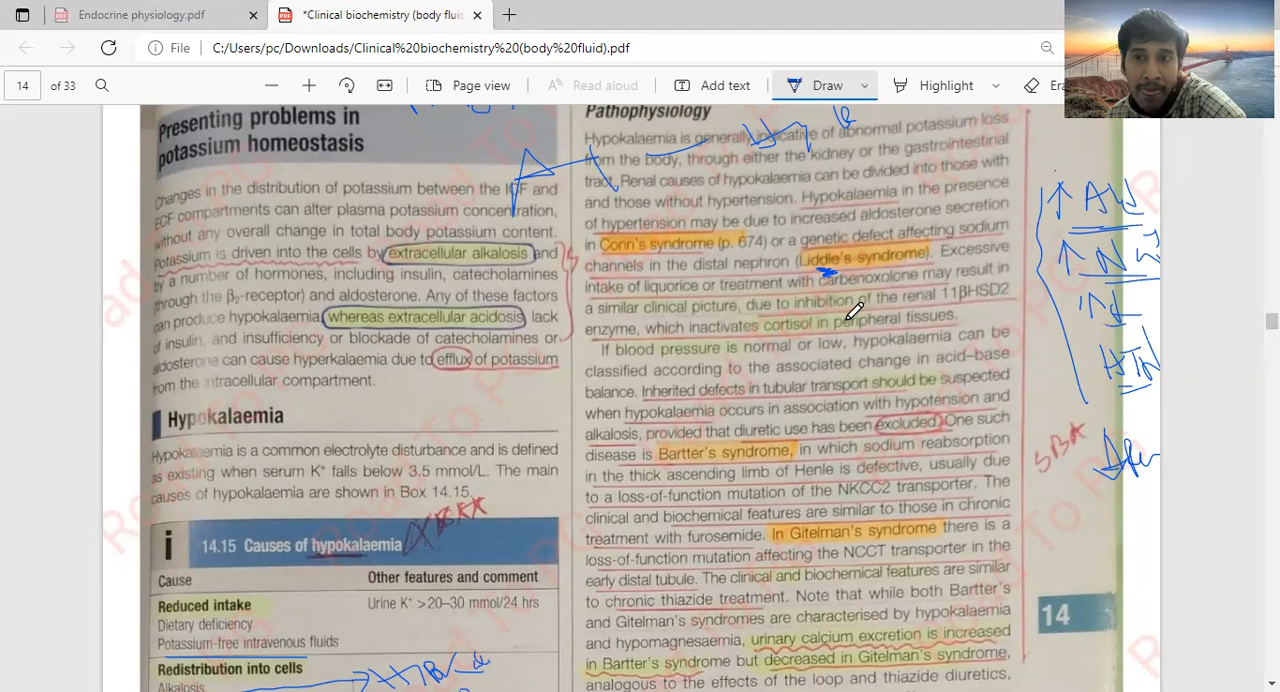 Endocrine physiology.pdf
*Clinical biochemistry (body flui
File
C:/Users/pc/Downloads/Clinical%20biochemistry%20(body%20fluid).pdf
14
of 33
Page view
Read aloud
Add text
Draw
Highlight
Era
Presenting problems in
potassium homeostasis
Changes in the distribution of potassium between the ICF and
ECF compartments can alter plasma potassium concentration,
without any overall change in total body potassium content.
Potassium is driven into the cells by extracellular alkalosis and
by a number of hormones, including insulin, catecholamines
(through the β2-receptor) and aldosterone. Any of these factors
can produce hypokalaemia, whereas extracellular acidosis, lack
of insulin, and insufficiency or blockade of catecholamines or
aldosterone can cause hyperkalaemia due to efflux of potassium
from the intracellular compartment.
Hypokalaemia
Hypokalaemia is a common electrolyte disturbance and is defined
as existing when serum K+ falls below 3.5 mmol/L. The main
causes of hypokalaemia are shown in Box 14.15.
i
14.15 Causes of hypokalaemia
Cause
Other features and comment
Reduced intake
Urine K+ >20–30 mmol/24 hrs
Dietary deficiency
Potassium-free intravenous fluids
Redistribution into cells
Alkalosis
Pathophysiology
Hypokalaemia is generally indicative of abnormal potassium loss
from the body, through either the kidney or the gastrointestinal
tract. Renal causes of hypokalaemia can be divided into those with
and those without hypertension. Hypokalaemia in the presence
of hypertension may be due to increased aldosterone secretion
in Conn's syndrome (p. 674) or a genetic defect affecting sodium
channels in the distal nephron (Liddle's syndrome). Excessive
intake of liquorice or treatment with carbenoxolone may result in
a similar clinical picture, due to inhibition of the renal 11βHSD2
enzyme, which inactivates cortisol in peripheral tissues.
If blood pressure is normal or low, hypokalaemia can be
classified according to the associated change in acid–base
balance. Inherited defects in tubular transport should be suspected
when hypokalaemia occurs in association with hypotension and
alkalosis, provided that diuretic use has been excluded. One such
disease is Bartter's syndrome, in which sodium reabsorption
in the thick ascending limb of Henle is defective, usually due
to a loss-of-function mutation of the NKCC2 transporter. The
clinical and biochemical features are similar to those in chronic
treatment with furosemide. In Gitelman's syndrome there is a
loss-of-function mutation affecting the NCCT transporter in the
early distal tubule. The clinical and biochemical features are similar
to chronic thiazide treatment. Note that while both Bartter's
and Gitelman's syndromes are characterised by hypokalaemia
and hypomagnesaemia, urinary calcium excretion is increased
in Bartter's syndrome but decreased in Gitelman's syndrome,
analogous to the effects of the loop and thiazide diuretics,
SBA
HTN
14